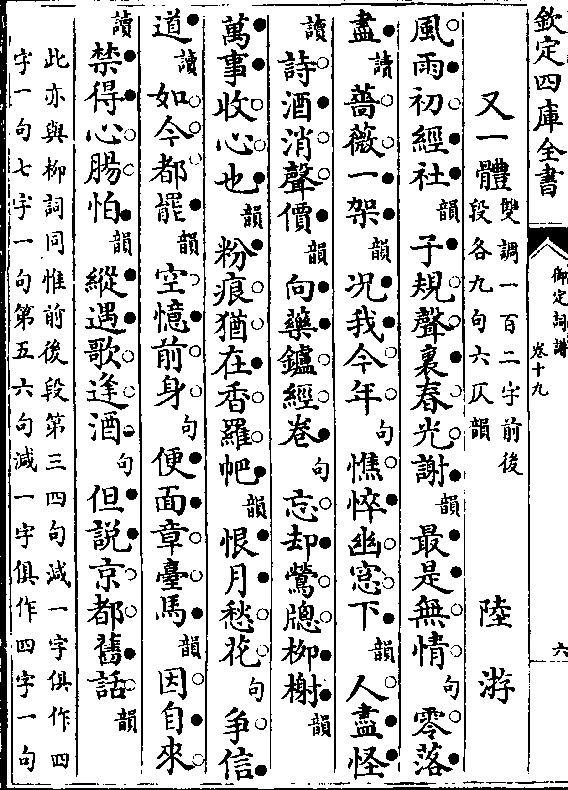 欽定四庫全書
御定詞譜
卷十九
六
又一體
雙調一百二字前後
段各九句六仄韻
陸游
風雨初經社韻子規聲裏春光謝韻最是無情句零落
盡讀薔薇一架韻況我今年句憔悴幽窻下韻人盡怪
讀詩酒消聲價韻向藥鑪經卷句忘却鶯牕柳榭韻
萬事收心也韻粉痕猶在香羅帊韻恨月愁花句爭信
道讀如今都罷韻空憶前身句便面章臺馬韻因自來
讀禁得心腸怕韻縱遇歌逢酒句但説京都舊話韻
此亦與柳詞同惟前後段第三四句減一字俱作四
字一句七字一句第五六句減一字俱作四字一句